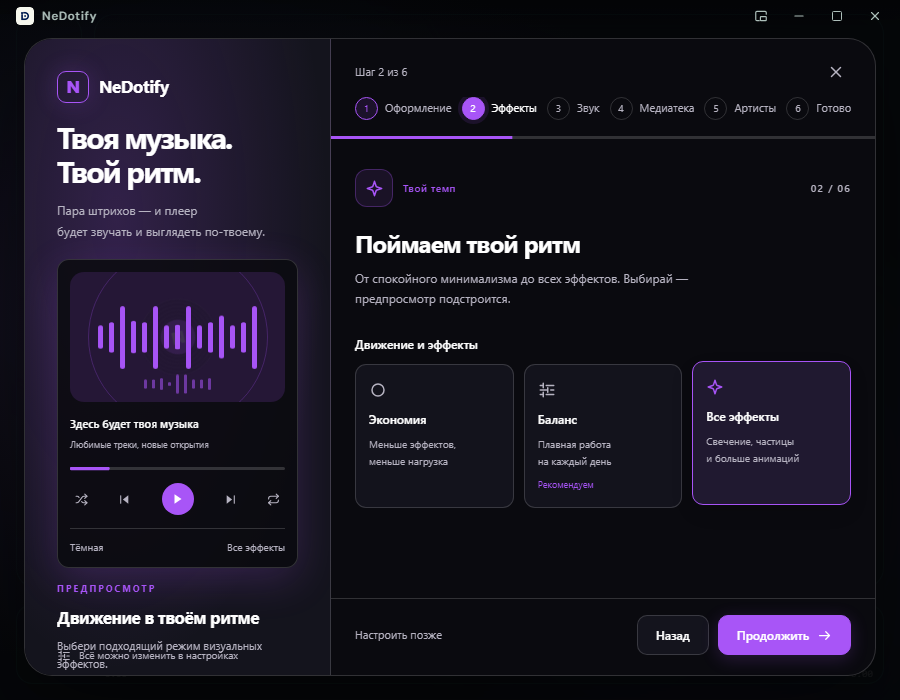 NeDotify
N NeDotify
Твоя музыка.
Твой ритм.
Пара штрихов — и плеер
будет звучать и выглядеть по-твоему.
Здесь будет твоя музыка
Любимые треки, новые открытия
Тёмная Все эффекты
ПРЕДПРОСМОТР
Движение в твоём ритме
Выбери подходящий режим визуальных
Всё можно изменить в настройках
эффектов.
Шаг 2 из 6
1 Оформление 2 Эффекты 3 Звук 4 Медиатека 5 Артисты 6 Готово
Твой темп 02 / 06
Поймаем твой ритм
От спокойного минимализма до всех эффектов. Выбирай —
предпросмотр подстроится.
Движение и эффекты
Экономия
Меньше эффектов,
меньше нагрузка
Баланс
Плавная работа
на каждый день
Рекомендуем
Все эффекты
Свечение, частицы
и больше анимаций
Настроить позже Назад Продолжить →